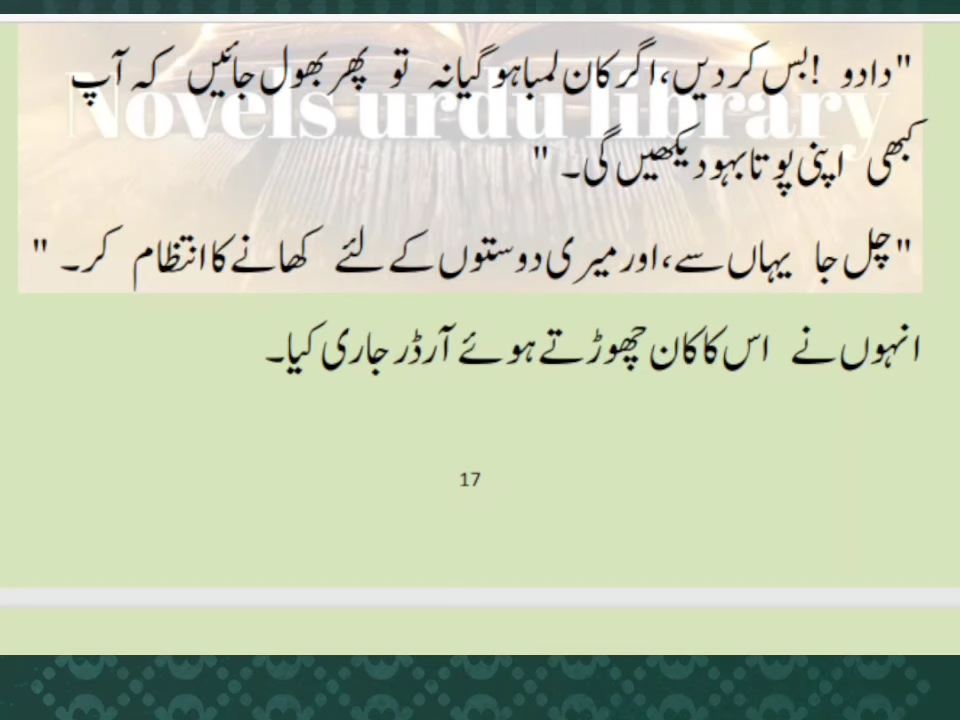 "دادو !بس کر دیں،اگر کان لمبا ہو گیا نہ تو پھر بھول جائیں کہ آپ
Novels urdu library
کبھی اپنی پوتا بہو دیکھیں گی۔ "
"چل جا یہاں سے،اور میری دوستوں کے لئے کھانے کا انتظام کر۔ "
انہوں نے اس کا کان چھوڑتے ہوئے آرڈر جاری کیا۔
17